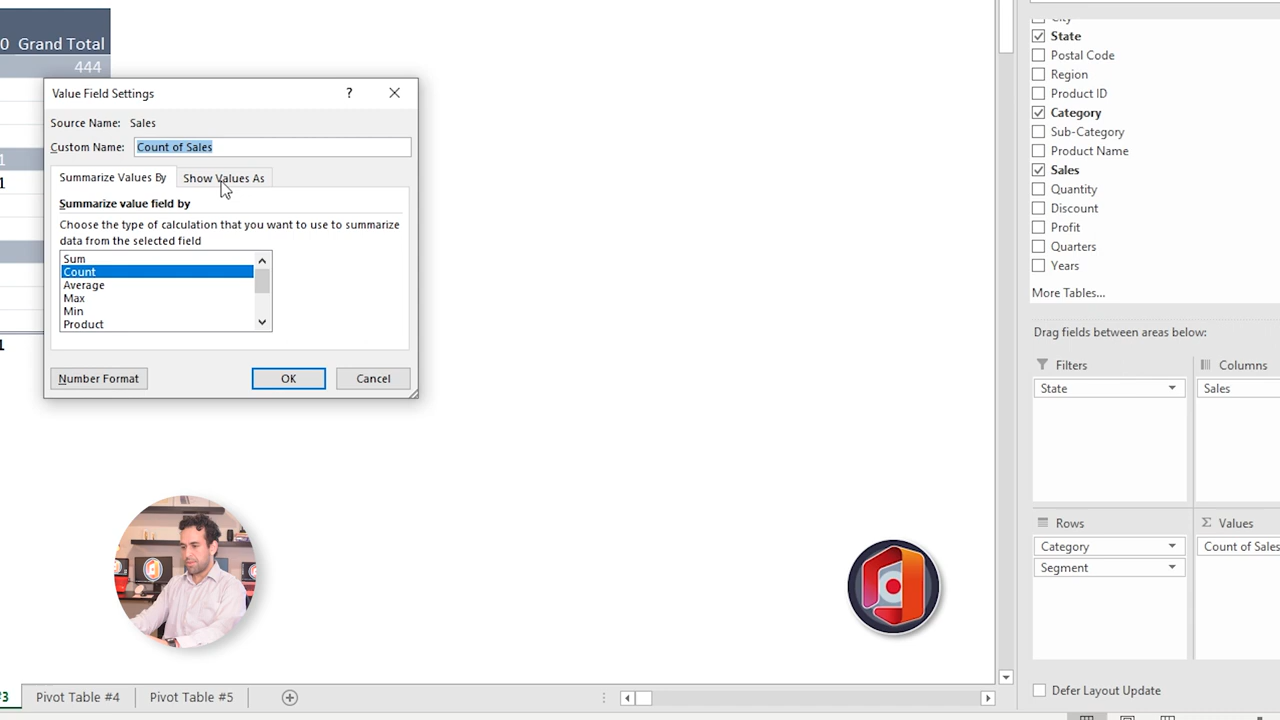 0 Grand Total
444
1
1
1
Value Field Settings
?
Source Name: Sales
Custom Name: Count of Sales
Summarize Values By
Show Values As
Summarize value field by
Choose the type of calculation that you want to use to summarize
data from the selected field
Sum
Count
Average
Max
Min
Product
Number Format
OK
Cancel
State
Postal Code
Region
Product ID
Category
Sub-Category
Product Name
Sales
Quantity
Discount
Profit
Quarters
Years
More Tables...
Drag fields between areas below:
Filters
Columns
State
Sales
Rows
Σ Values
Category
Count of Sales
Segment
#3
Pivot Table #4
Pivot Table #5
Defer Layout Update